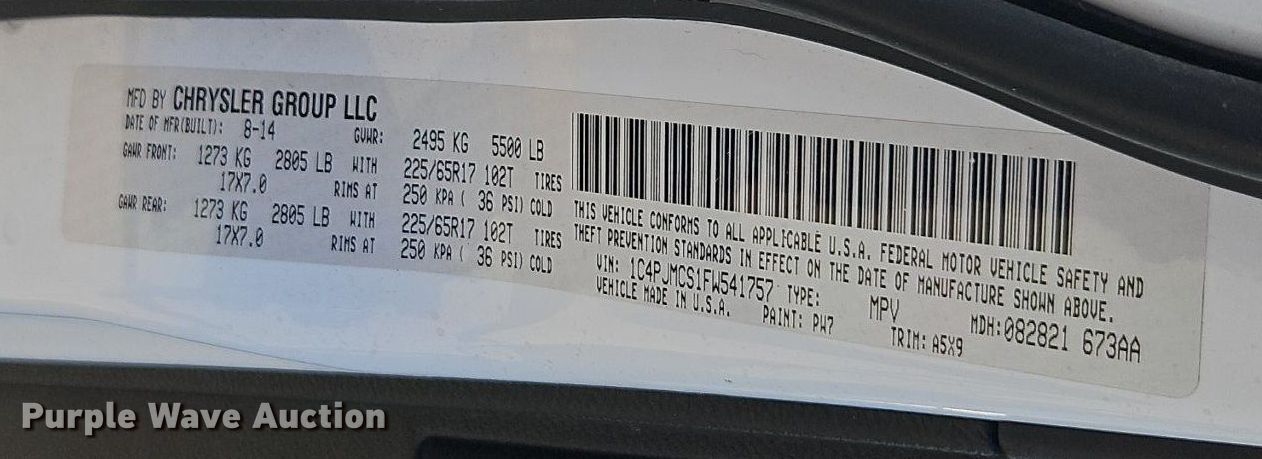 MFD BY CHRYSLER GROUP LLC
DATE OF MFR(BUILT): 8-14 GVWR: 2495 KG 5500 LB
GAWR FRONT: 1273 KG 2805 LB WITH 225/65R17 102T TIRES
17X7.0 RIMS AT 250 KPA ( 36 PSI) COLD
GAWR REAR: 1273 KG 2805 LB WITH 225/65R17 102T TIRES
17X7.0 RIMS AT 250 KPA ( 36 PSI) COLD
THIS VEHICLE CONFORMS TO ALL APPLICABLE U.S.A. FEDERAL MOTOR VEHICLE SAFETY AND
THEFT PREVENTION STANDARDS IN EFFECT ON THE DATE OF MANUFACTURE SHOWN ABOVE.
VIN: 1C4PJMCS1FW541757 TYPE: MPV MDH:082821 673AA
VEHICLE MADE IN U.S.A. PAINT: PW7 TRIM: A5X9
Purple Wave Auction